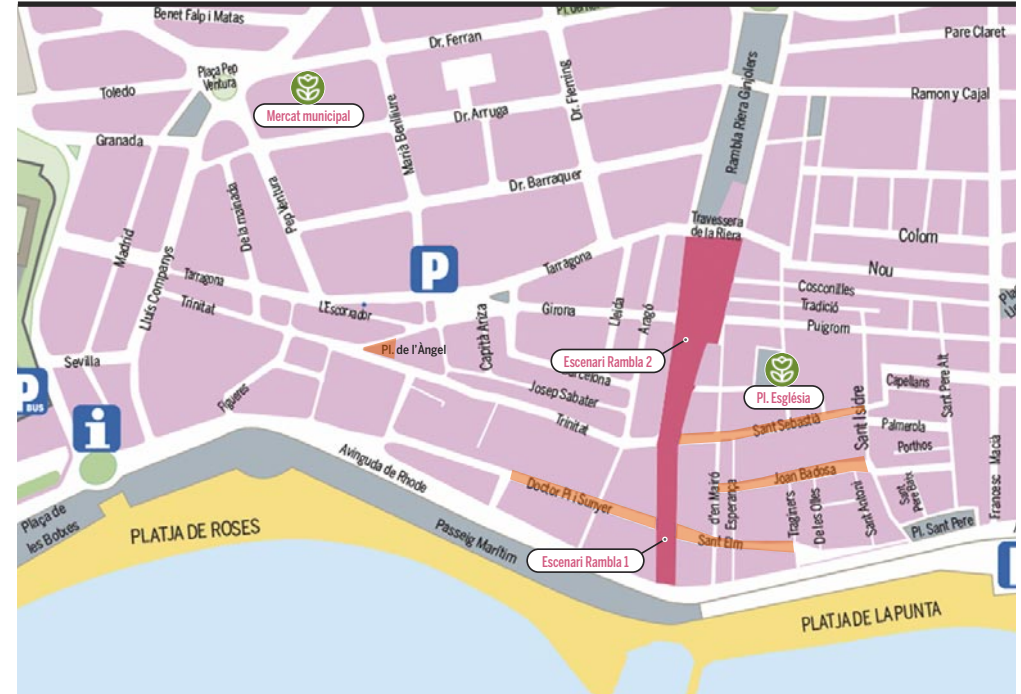 Benet Falp i Matas
Dr. Ferran
Pare Claret
Plaça Pep
Ventura
Toledo
Mercat municipal
Marià Benlliure
Dr. Arruga
Dr. Fleming
Rambla Riera Ginjolers
Ramon y Cajal
Granada
Dr. Barraquer
De la mainada
Pep Ventura
Travessera
de la Riera
Colom
Madrid
Lluís Companys
Tarragona
P
Tarragona
Nou
Trinitat
L'Escorxador
Girona
Lleida
Aragó
Cosconilles
Tradició
Puigrom
Capità Ariza
Pl. de l'Àngel
Escenari Rambla 2
Sevilla
Barcelona
Josep Sabater
Pl. Església
Capellans
Sant Pere Alt
P
BUS
i
Figueres
Trinitat
Sant Sebastià
Sant Isidre
Palmerola
Porthos
Avinguda de Rhode
Doctor Pi i Sunyer
d'en Mairó
Esperança
Joan Badosa
Traginers
De les Olles
Sant Antoni
Sant
Pere Baix
Francesc Macià
Plaça de
les Botxes
PLATJA DE ROSES
Passeig Marítim
Sant Elm
Pl. Sant Pere
Escenari Rambla 1
PLATJA DE LA PUNTA